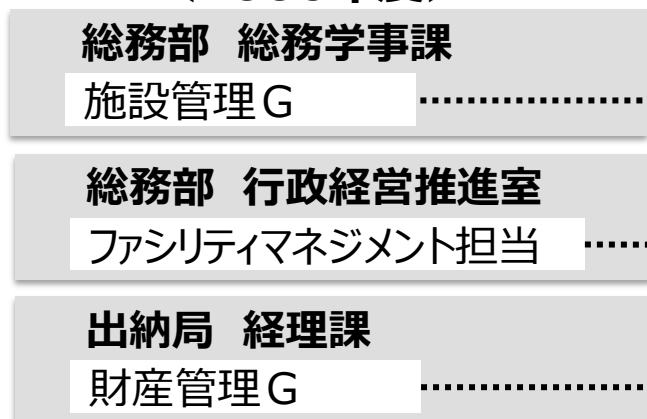 総務部 総務学事課
施設管理G
総務部 行政経営推進室
ファシリティマネジメント担当
出納局 経理課
財産管理G